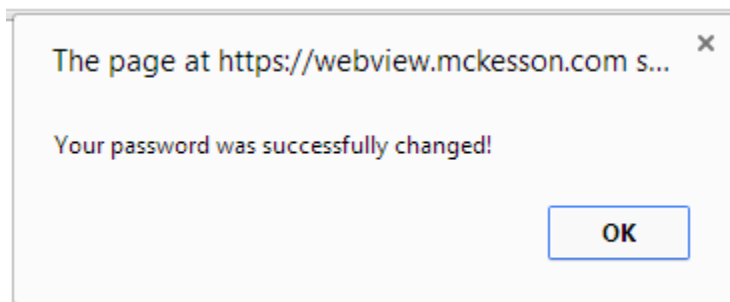 The page at https://webview.mckesson.com s...
×
Your password was successfully changed!
OK